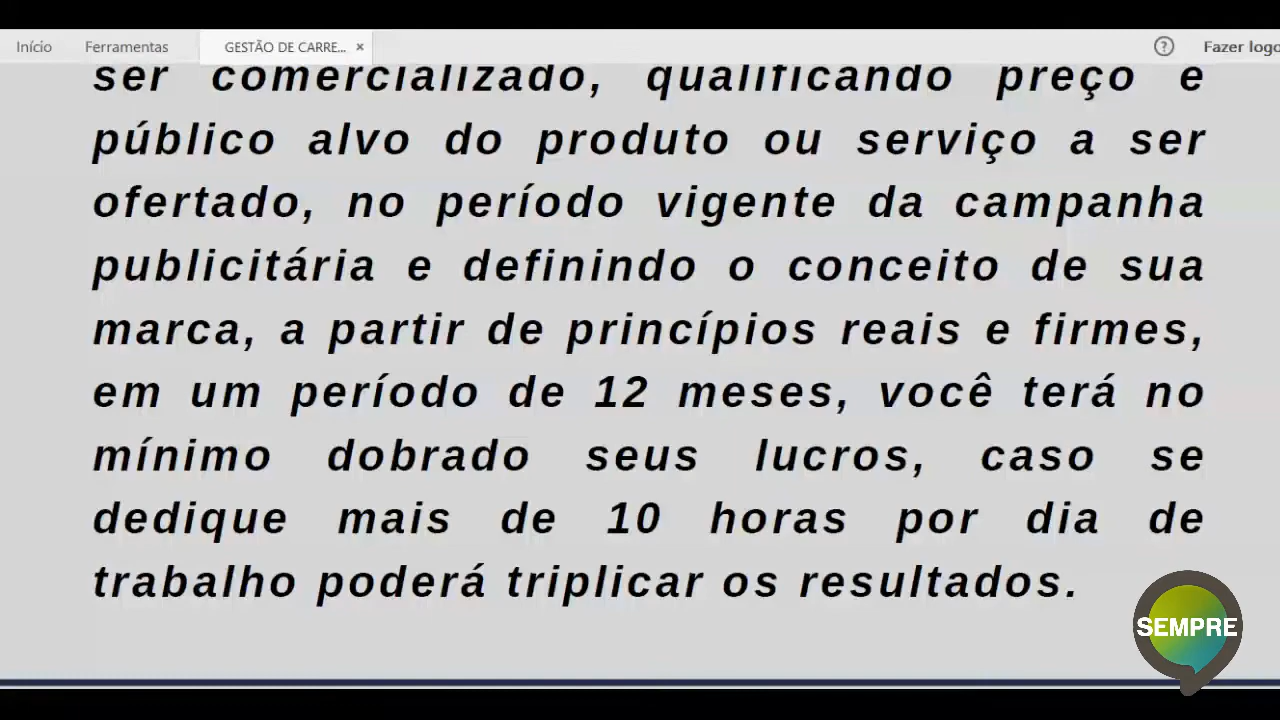 Início Ferramentas GESTÃO DE CARRE... × ? Fazer logo
ser comercializado, qualificando preço e
público alvo do produto ou serviço a ser
ofertado, no período vigente da campanha
publicitária e definindo o conceito de sua
marca, a partir de princípios reais e firmes,
em um período de 12 meses, você terá no
mínimo dobrado seus lucros, caso se
dedique mais de 10 horas por dia de
trabalho poderá triplicar os resultados.
SEMPRE